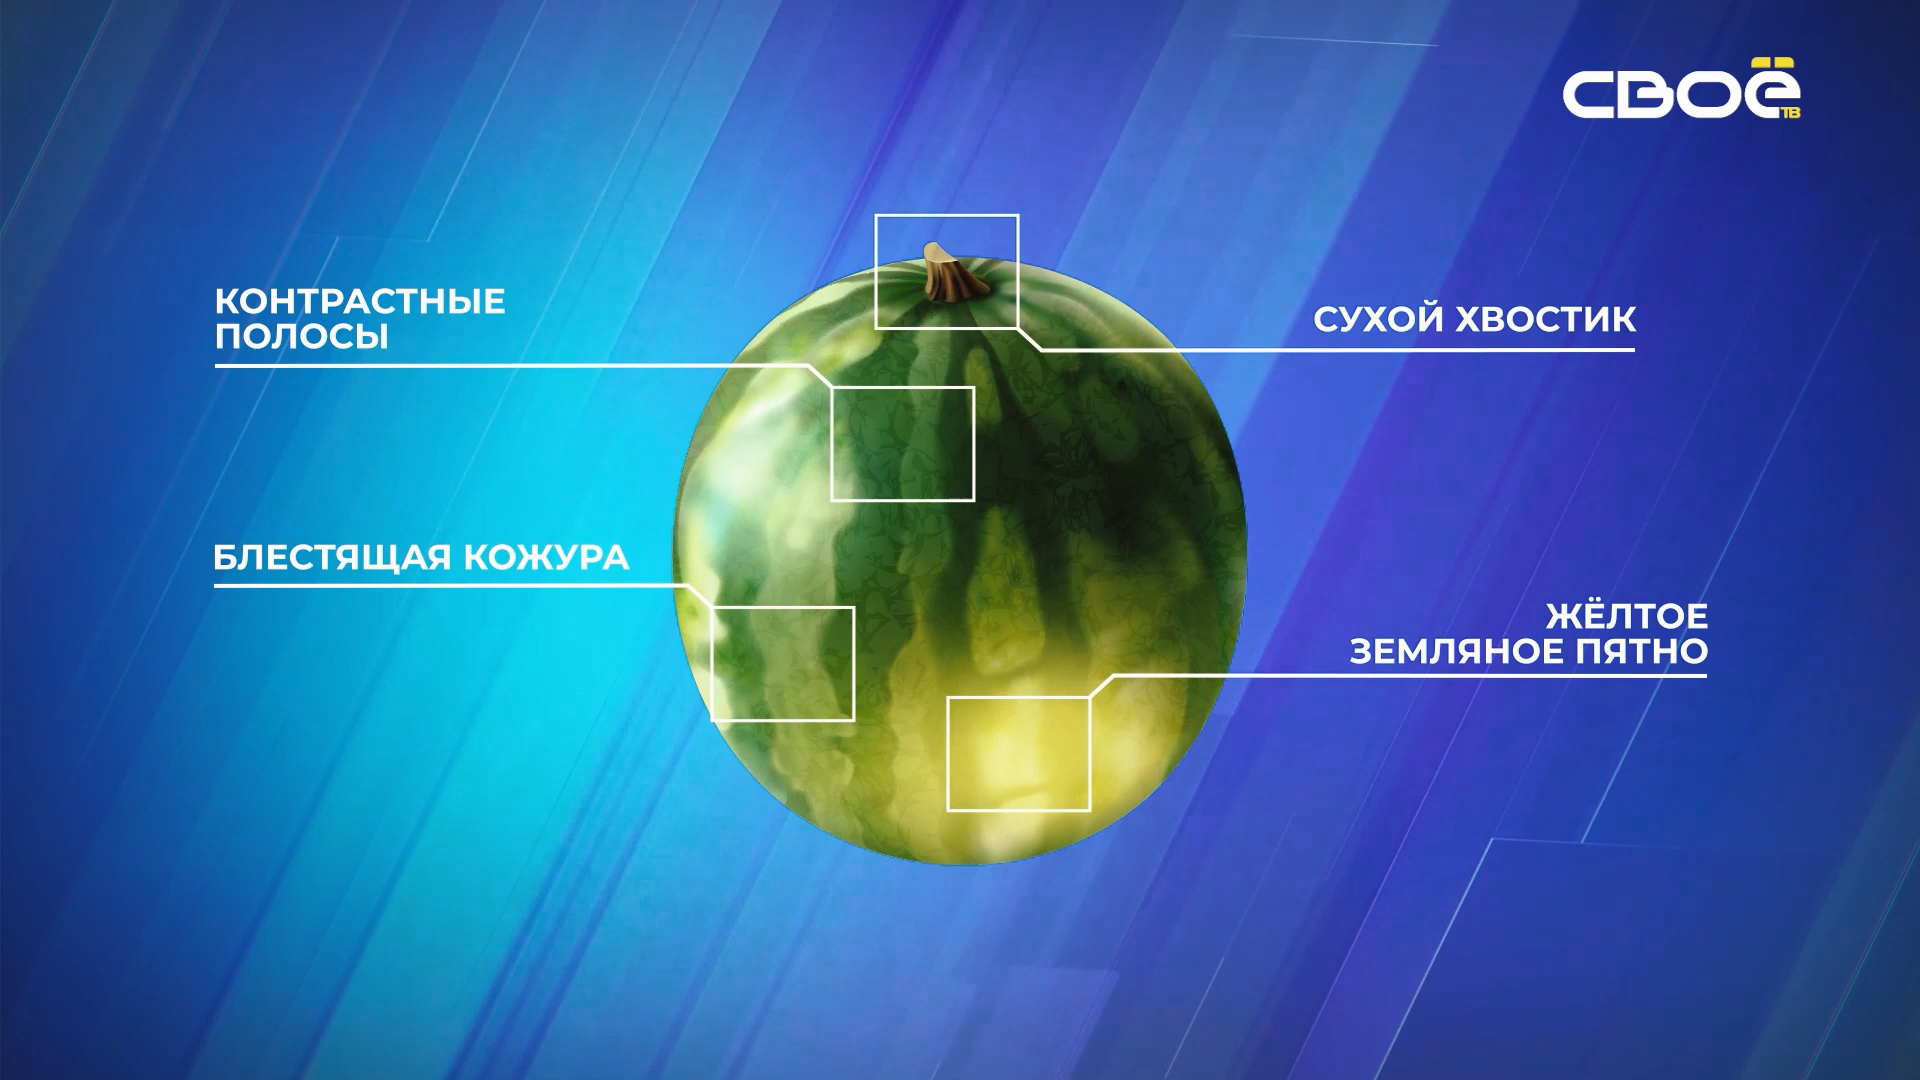 СВОЁ
ТВ
КОНТРАСТНЫЕ
ПОЛОСЫ
СУХОЙ ХВОСТИК
БЛЕСТЯЩАЯ КОЖУРА
ЖЁЛТОЕ
ЗЕМЛЯНОЕ ПЯТНО